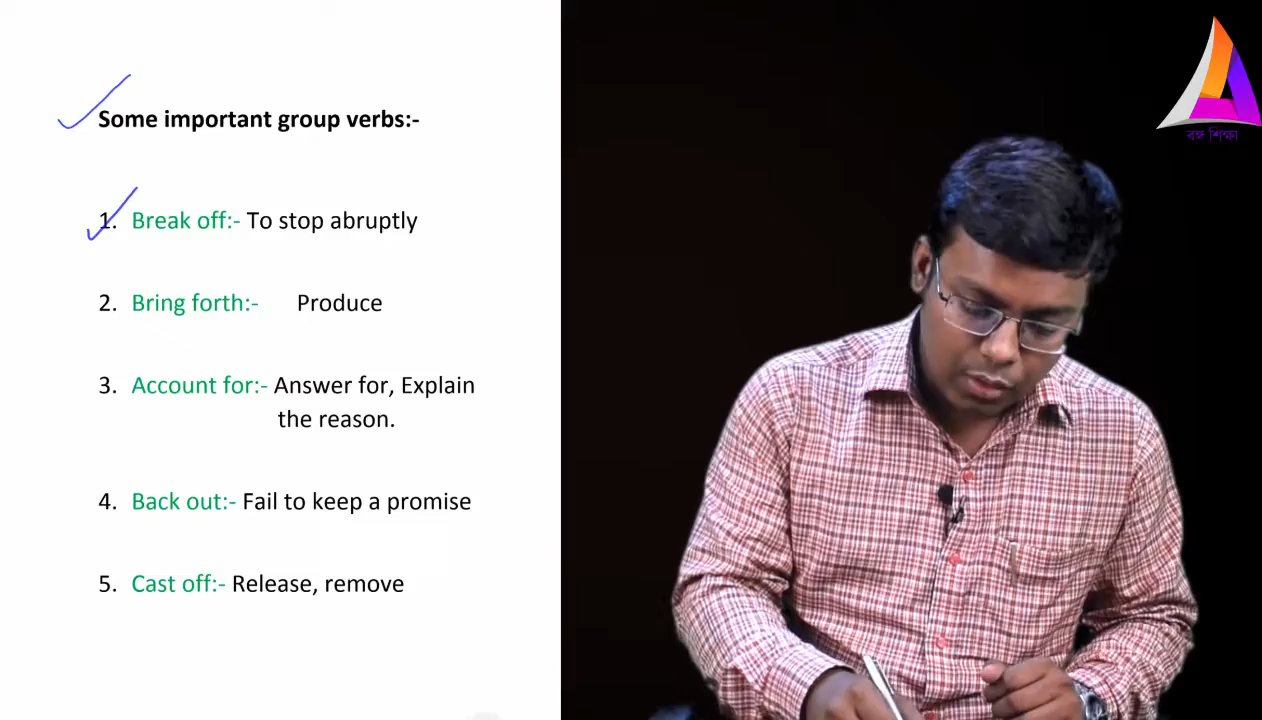 Some important group verbs:-
1. Break off:- To stop abruptly
2. Bring forth:- Produce
3. Account for:- Answer for, Explain
the reason.
4. Back out:- Fail to keep a promise
5. Cast off:- Release, remove
বঙ্গ শিক্ষা